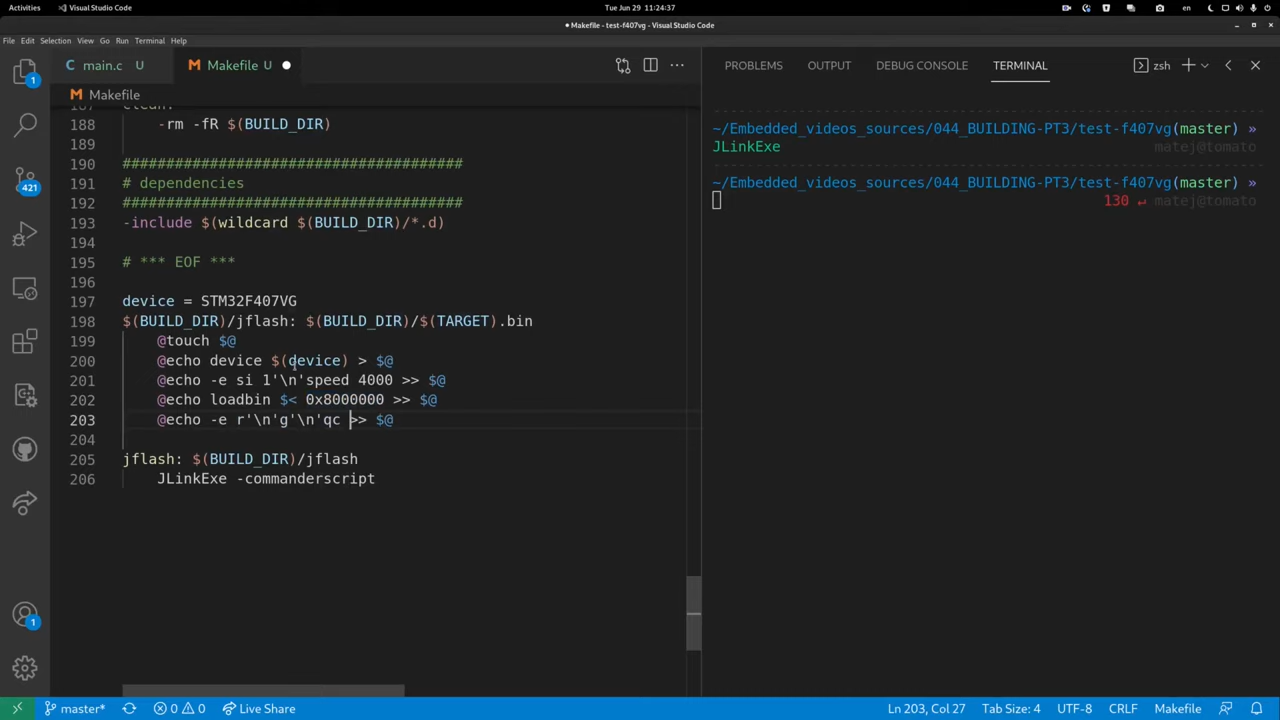 Activities
Visual Studio Code
Tue Jun 29 11:24:37
en
● Makefile - test-f407vg - Visual Studio Code
File Edit Selection View Go Run Terminal Help
main.c U
Makefile U
PROBLEMS OUTPUT DEBUG CONSOLE TERMINAL
zsh
Makefile
187 clean:
188 -rm -fR $(BUILD_DIR)
189
190 #######################################
191 # dependencies
192 #######################################
193 -include $(wildcard $(BUILD_DIR)/*.d)
194
195 # *** EOF ***
196
197 device = STM32F407VG
198 $(BUILD_DIR)/jflash: $(BUILD_DIR)/$(TARGET).bin
199 @touch $@
200 @echo device $(device) > $@
201 @echo -e si 1'\n'speed 4000 >> $@
202 @echo loadbin $< 0x8000000 >> $@
203 @echo -e r'\n'g'\n'qc >> $@
204
205 jflash: $(BUILD_DIR)/jflash
206 JLinkExe -commanderscript
~/Embedded_videos_sources/044_BUILDING-PT3/test-f407vg(master) »
JLinkExe matej@tomato
~/Embedded_videos_sources/044_BUILDING-PT3/test-f407vg(master) »
130 ↵ matej@tomato
1
421
1
master*
0 0
Live Share
Ln 203, Col 27
Tab Size: 4
UTF-8
CRLF
Makefile